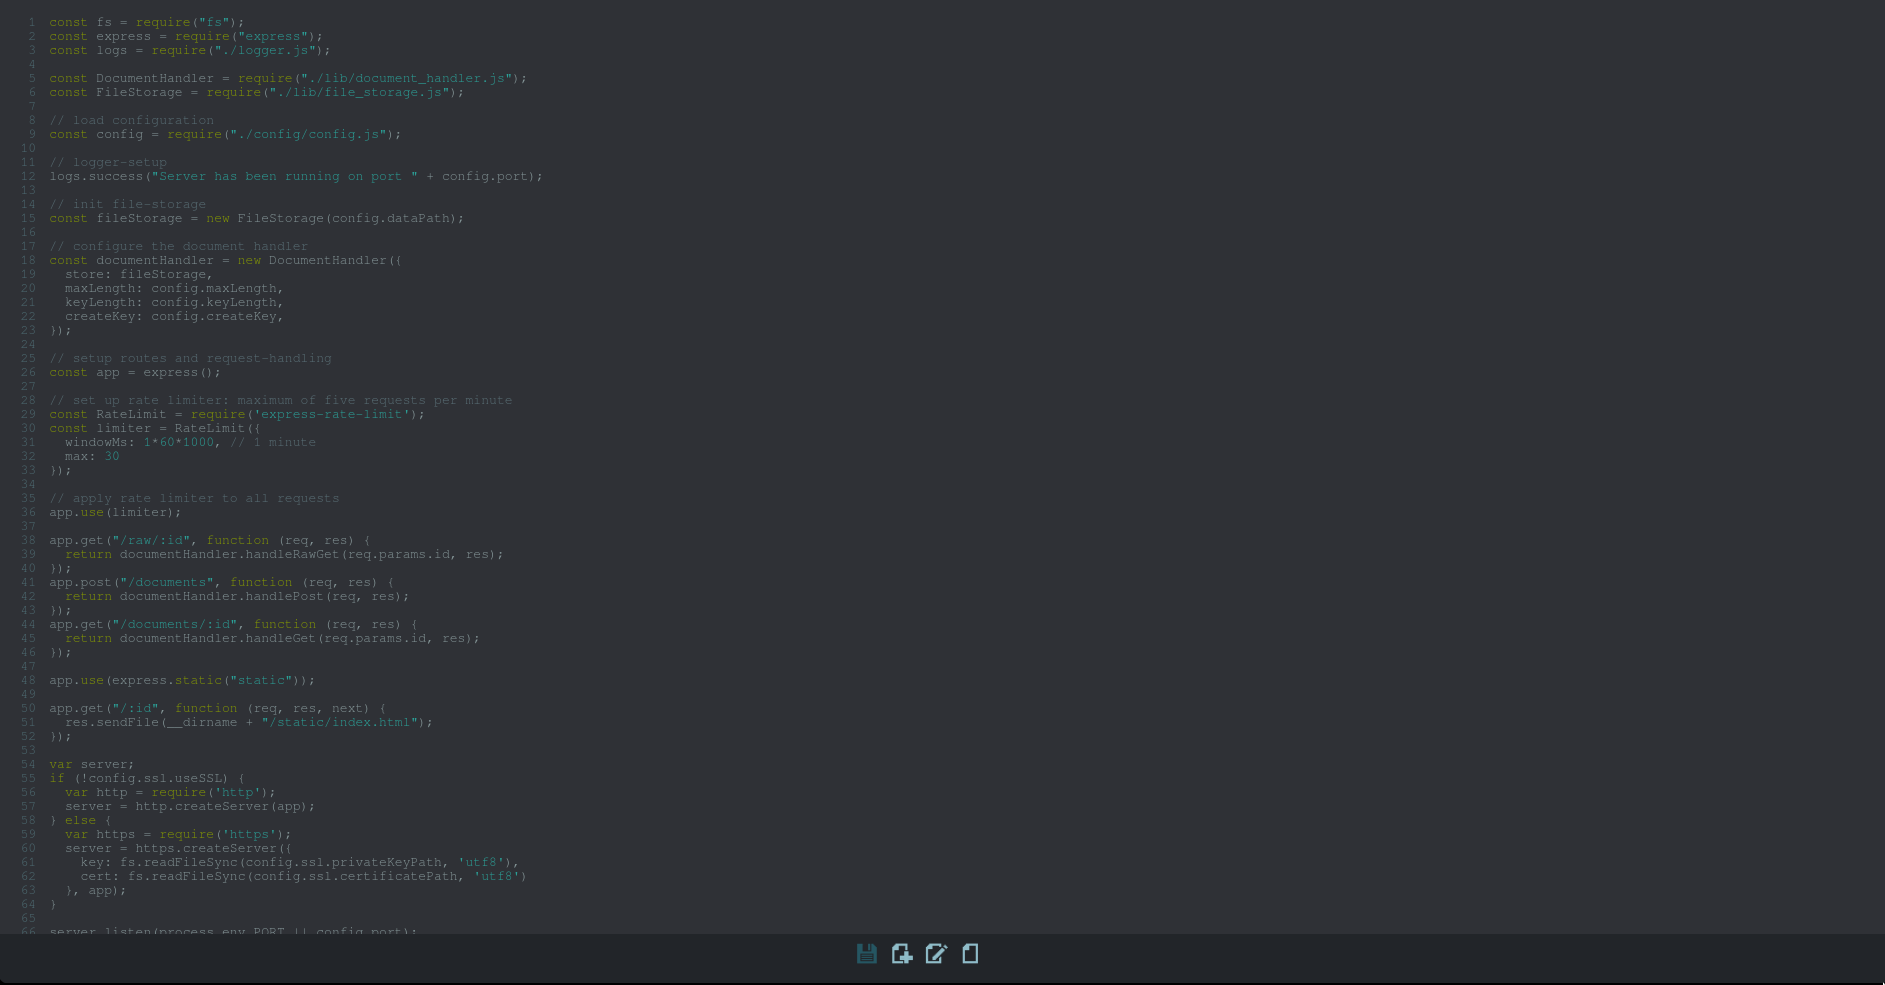 1 const fs = require("fs");
2 const express = require("express");
3 const logs = require("./logger.js");
4
5 const DocumentHandler = require("./lib/document_handler.js");
6 const FileStorage = require("./lib/file_storage.js");
7
8 // load configuration
9 const config = require("./config/config.js");
10
11 // logger-setup
12 logs.success("Server has been running on port " + config.port);
13
14 // init file-storage
15 const fileStorage = new FileStorage(config.dataPath);
16
17 // configure the document handler
18 const documentHandler = new DocumentHandler({
19   store: fileStorage,
20   maxLength: config.maxLength,
21   keyLength: config.keyLength,
22   createKey: config.createKey,
23 });
24
25 // setup routes and request-handling
26 const app = express();
27
28 // set up rate limiter: maximum of five requests per minute
29 const RateLimit = require('express-rate-limit');
30 const limiter = RateLimit({
31   windowMs: 1*60*1000, // 1 minute
32   max: 30
33 });
34
35 // apply rate limiter to all requests
36 app.use(limiter);
37
38 app.get("/raw/:id", function (req, res) {
39   return documentHandler.handleRawGet(req.params.id, res);
40 });
41 app.post("/documents", function (req, res) {
42   return documentHandler.handlePost(req, res);
43 });
44 app.get("/documents/:id", function (req, res) {
45   return documentHandler.handleGet(req.params.id, res);
46 });
47
48 app.use(express.static("static"));
49
50 app.get("/:id", function (req, res, next) {
51   res.sendFile(__dirname + "/static/index.html");
52 });
53
54 var server;
55 if (!config.ssl.useSSL) {
56   var http = require('http');
57   server = http.createServer(app);
58 } else {
59   var https = require('https');
60   server = https.createServer({
61     key: fs.readFileSync(config.ssl.privateKeyPath, 'utf8'),
62     cert: fs.readFileSync(config.ssl.certificatePath, 'utf8')
63   }, app);
64 }
65
66 server.listen(process.env.PORT || config.port);